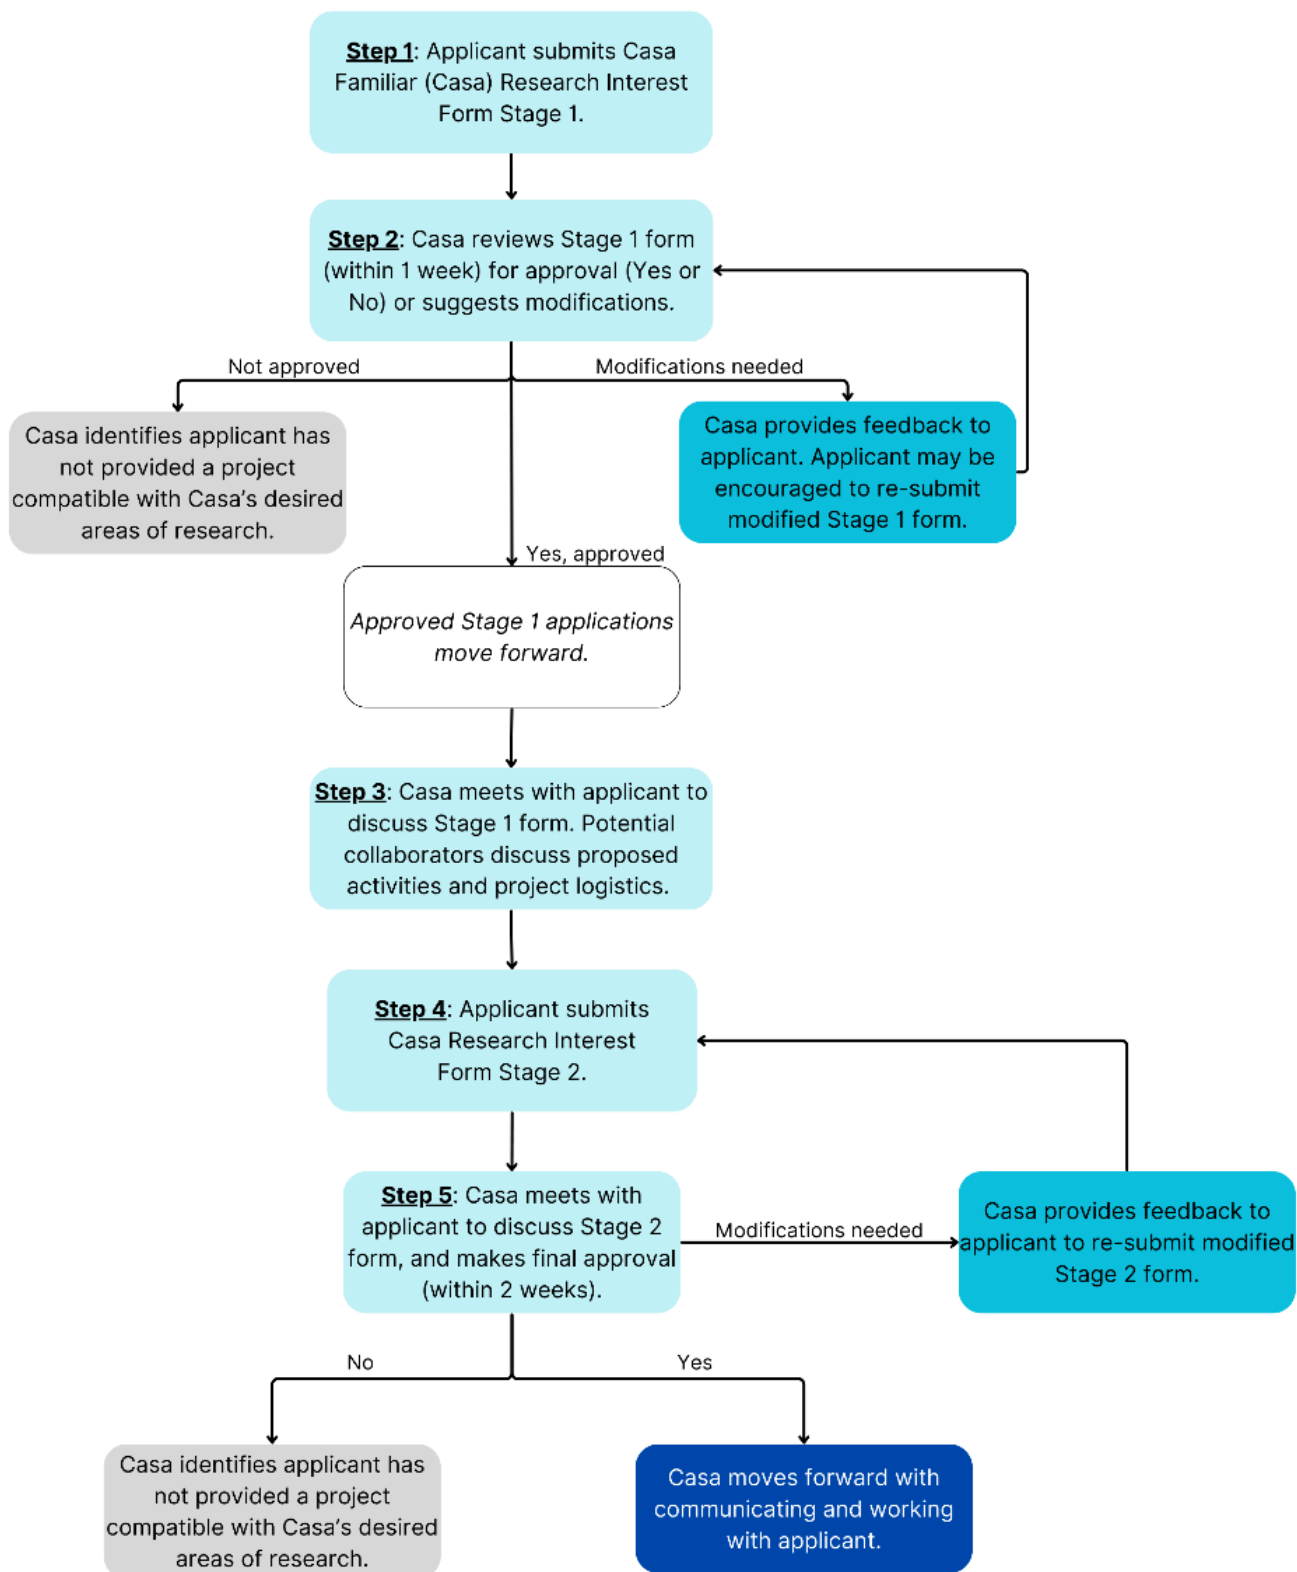 Step 1: Applicant submits Casa
Familiar (Casa) Research Interest
Form Stage 1.
Step 2: Casa reviews Stage 1 form
(within 1 week) for approval (Yes or
No) or suggests modifications.
Not approved
Modifications needed
Casa identifies applicant has
not provided a project
compatible with Casa’s desired
areas of research.
Casa provides feedback to
applicant. Applicant may be
encouraged to re-submit
modified Stage 1 form.
Yes, approved
Approved Stage 1 applications
move forward.
Step 3: Casa meets with applicant to
discuss Stage 1 form. Potential
collaborators discuss proposed
activities and project logistics.
Step 4: Applicant submits
Casa Research Interest
Form Stage 2.
Step 5: Casa meets with
applicant to discuss Stage 2
form, and makes final approval
(within 2 weeks).
Modifications needed
Casa provides feedback to
applicant to re-submit modified
Stage 2 form.
No
Yes
Casa identifies applicant has
not provided a project
compatible with Casa’s desired
areas of research.
Casa moves forward with
communicating and working
with applicant.